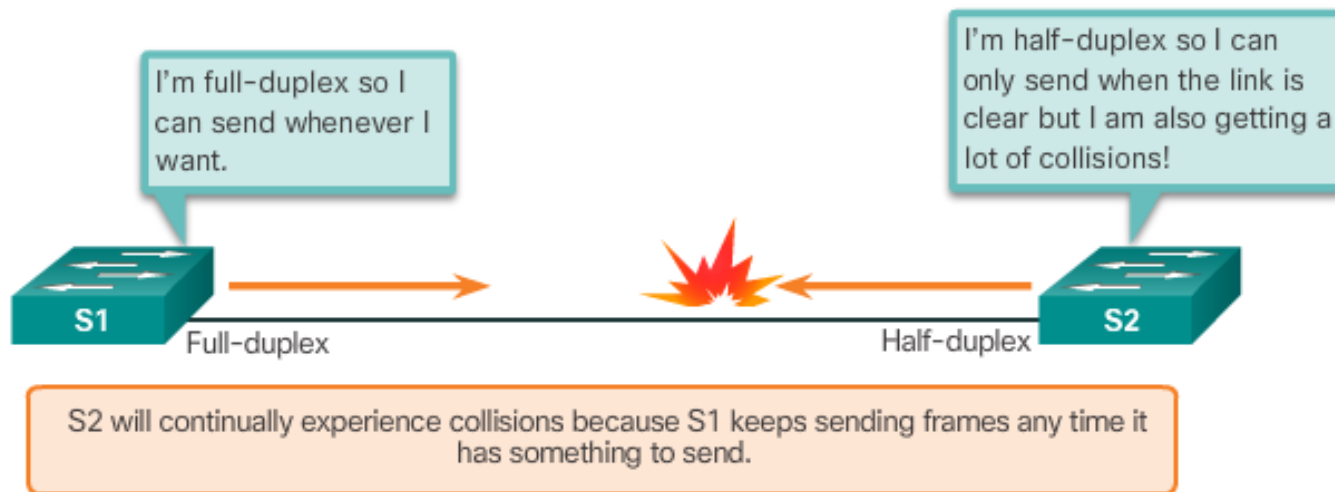 I'm full-duplex so I
can send whenever I
want.
I'm half-duplex so I can
only send when the link is
clear but I am also getting a
lot of collisions!
S1
S2
Full-duplex
Half-duplex
S2 will continually experience collisions because S1 keeps sending frames any time it
has something to send.